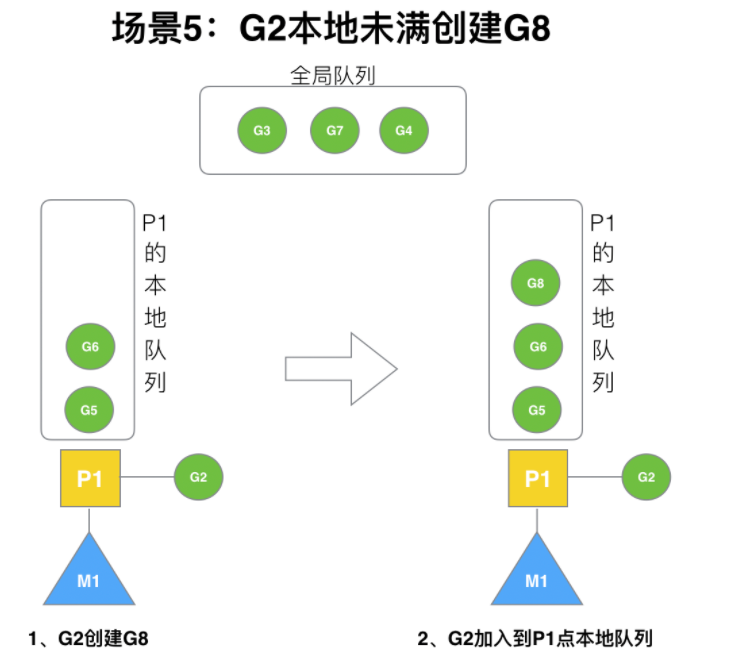 场景5：G2本地未满创建G8
全局队列
G3 G7 G4
P1的本地队列
G6
G5
P1
G2
M1
1、G2创建G8
P1的本地队列
G8
G6
G5
P1
G2
M1
2、G2加入到P1点本地队列